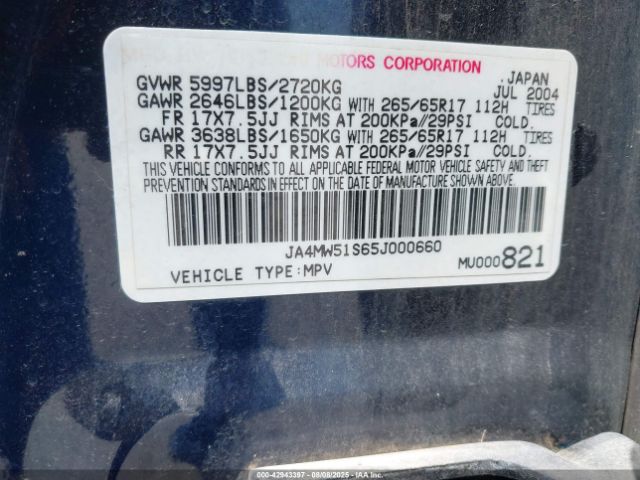 MOTORS CORPORATION
GVWR 5997LBS/2720KG JAPAN
GAWR 2646LBS/1200KG WITH 265/65R17 112H JUL 2004
FR 17X7.5JJ RIMS AT 200KPa//29PSI TIRES COLD.
GAWR 3638LBS/1650KG WITH 265/65R17 112H TIRES
RR 17X7.5JJ RIMS AT 200KPa//29PSI COLD.
THIS VEHICLE CONFORMS TO ALL APPLICABLE FEDERAL MOTOR VEHICLE SAFETY AND THEFT
PREVENTION STANDARDS IN EFFECT ON THE DATE OF MANUFACTURE SHOWN ABOVE.
JA4MW51S65J000660
VEHICLE TYPE:MPV MU000821
000-42943397 - 08/08/2025 - IAAI.com